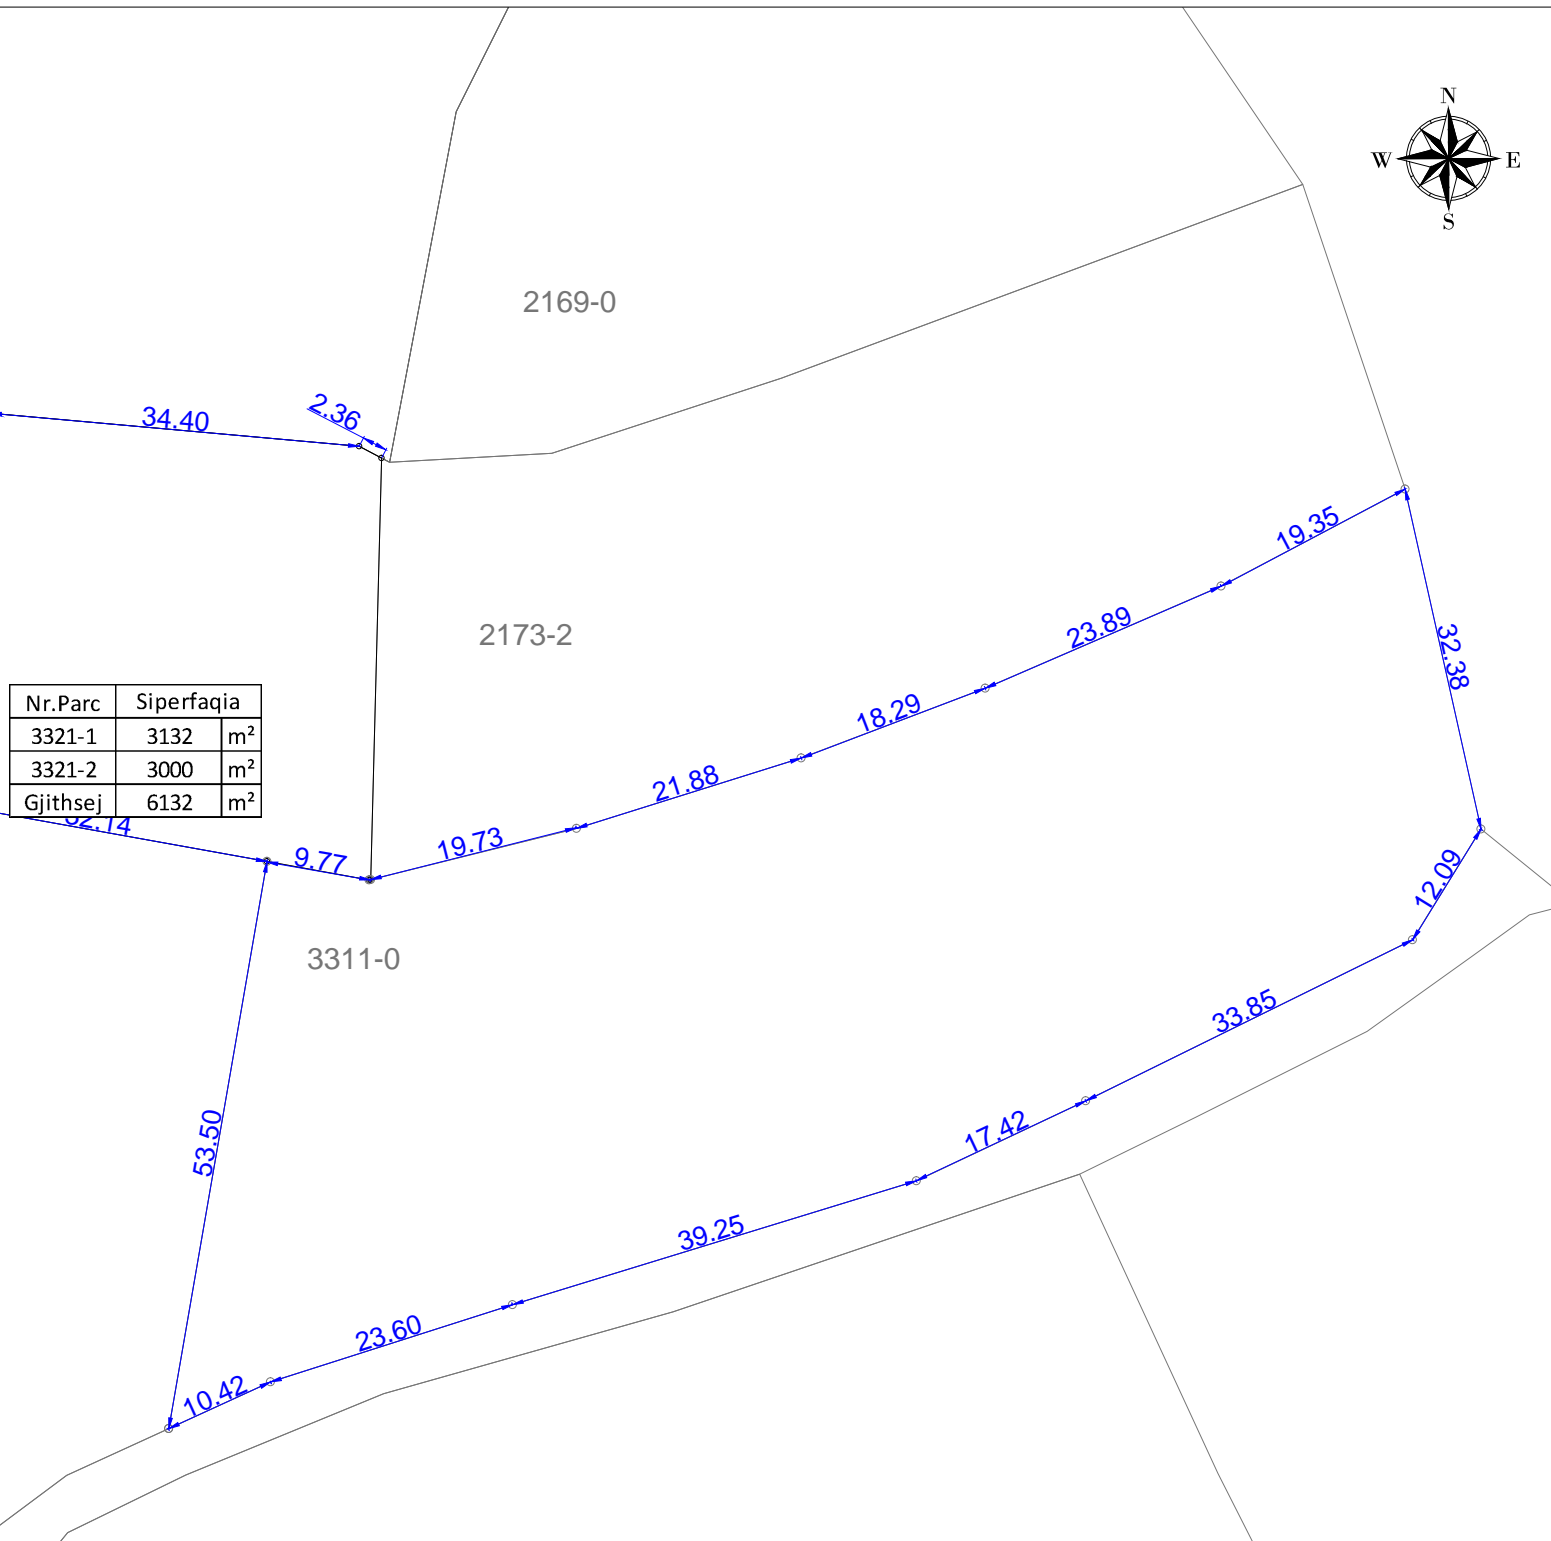 N
W E
S
2169-0
2.36
34.40
19.35
23.89
2173-2
32.38
18.29
Nr.Parc Siperfaqia
3321-1 3132 m²
3321-2 3000 m²
Gjithsej 6132 m²
21.88
19.73
9.77
12.09
3311-0
33.85
53.50
17.42
39.25
23.60
10.42